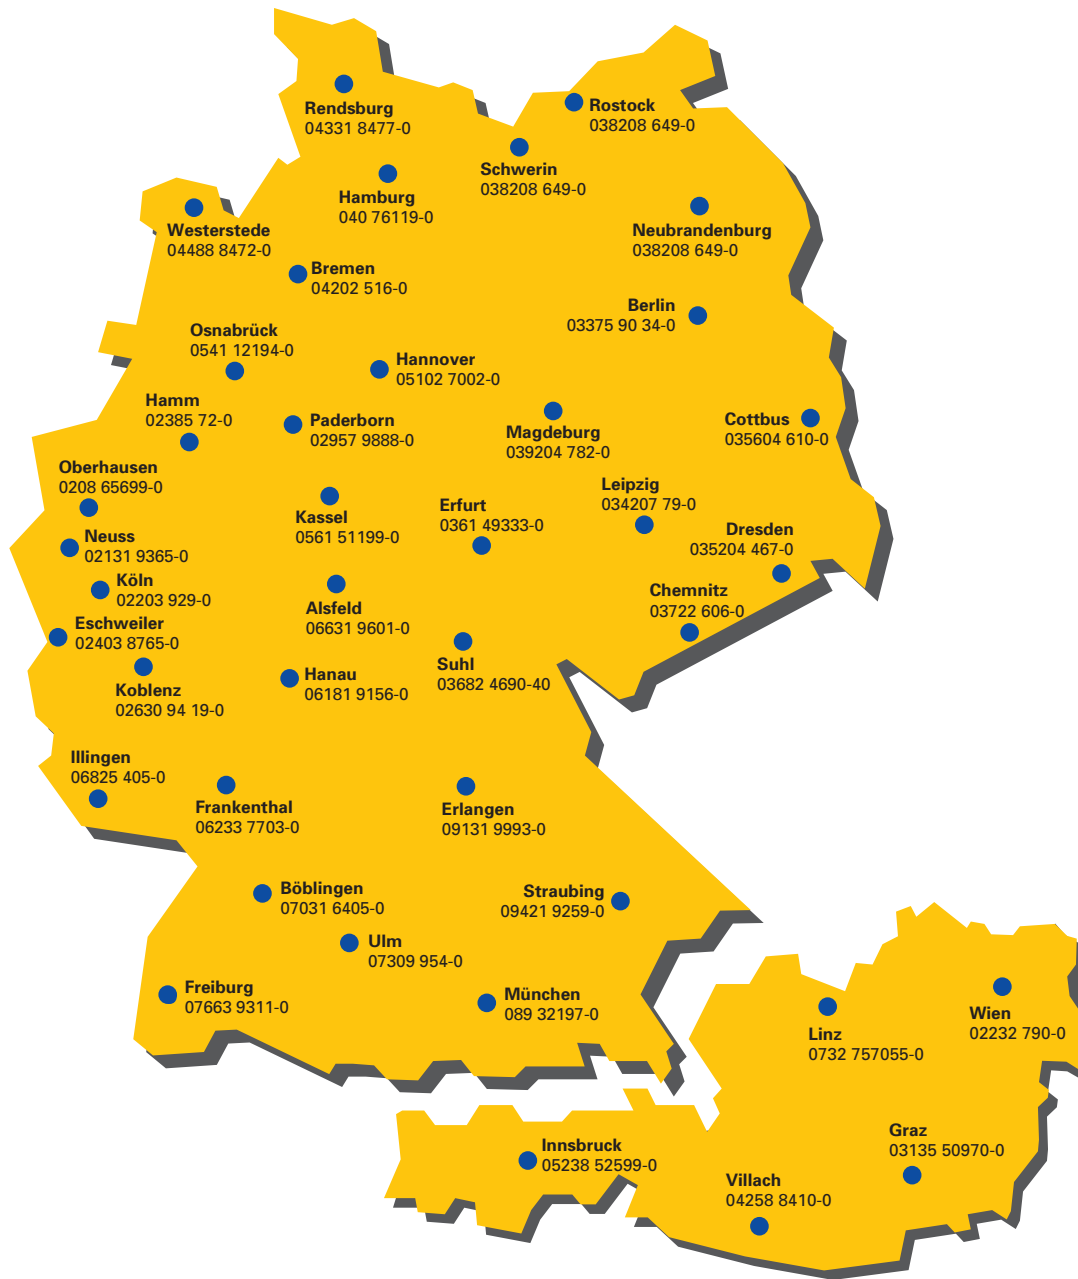 Rendsburg
04331 8477-0
Rostock
038208 649-0
Schwerin
038208 649-0
Hamburg
040 76119-0
Westerstede
04488 8472-0
Neubrandenburg
038208 649-0
Bremen
04202 516-0
Berlin
03375 90 34-0
Osnabrück
0541 12194-0
Hannover
05102 7002-0
Hamm
02385 72-0
Paderborn
02957 9888-0
Magdeburg
039204 782-0
Cottbus
035604 610-0
Oberhausen
0208 65699-0
Kassel
0561 51199-0
Erfurt
0361 49333-0
Leipzig
034207 79-0
Dresden
035204 467-0
Neuss
02131 9365-0
Köln
02203 929-0
Alsfeld
06631 9601-0
Chemnitz
03722 606-0
Eschweiler
02403 8765-0
Suhl
03682 4690-40
Hanau
06181 9156-0
Koblenz
02630 94 19-0
Illingen
06825 405-0
Frankenthal
06233 7703-0
Erlangen
09131 9993-0
Böblingen
07031 6405-0
Straubing
09421 9259-0
Ulm
07309 954-0
Freiburg
07663 9311-0
München
089 32197-0
Linz
0732 757055-0
Wien
02232 790-0
Innsbruck
05238 52599-0
Graz
03135 50970-0
Villach
04258 8410-0